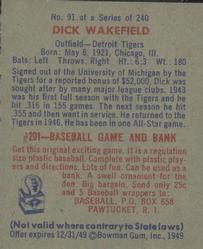 No. 91 of a Series of 240
DICK WAKEFIELD
Outfield—Detroit Tigers
Born: May 6, 1921, Chicago, Ill.
Bats: Left Throws: Right Ht.: 6:3 Wt.: 180
Signed out of the University of Michigan by the
Tigers for a reported bonus of $52,000, Dick was
sought after by many major league clubs. 1943
was his first full season with the Tigers and he
hit .316 in 155 games. The next season he hit
.355 and then went in service. He returned to the
Tigers in 1946. He has been in one All-Star game.
#201—BASEBALL GAME AND BANK
Get this original exciting game. It is a regulation
size plastic baseball. Complete with plastic play-
ers and directions. Lots of fun. Can be used as a
bank. A swell ornament for the
den. Big bargain. Send only 25c
and 5 Baseball wrappers to
BASEBALL, P.O. BOX 658
PAWTUCKET, R. I.
(Not valid where contrary to State laws)
Offer expires 12/31/49 ©Bowman Gum, Inc., 1949